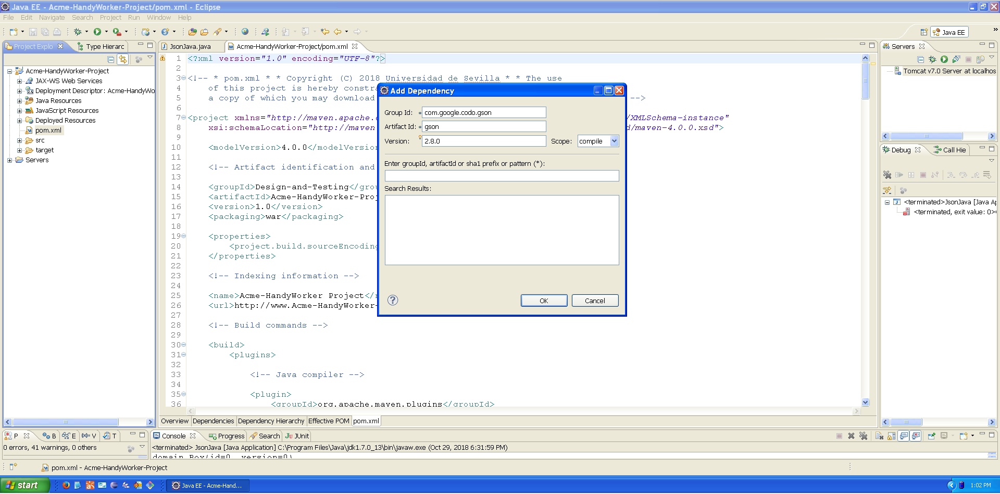 Java EE - Acme-HandyWorker-Project/pom.xml - Eclipse
File Edit Navigate Search Project Run Window Help
Java EE
Project Explo
Type Hierarc
Acme-HandyWorker-Project
JAX-WS Web Services
Deployment Descriptor: Acme-HandyWo
Java Resources
JavaScript Resources
Deployed Resources
pom.xml
src
target
Servers
JsonJava.java
Acme-HandyWorker-Project/pom.xml
1 <?xml version="1.0" encoding="UTF-8"?>
2
3 <!-- * pom.xml * * Copyright (C) 2018 Universidad de Sevilla * * The use
4 of this project is hereby constra
5 a copy of which you may download -->
6
7 <project xmlns="http://maven.apache. /XMLSchema-instance"
8 xsi:schemaLocation="http://maven d/maven-4.0.0.xsd">
9
10 <modelVersion>4.0.0</modelVersion
11
12 <!-- Artifact identification and
13
14 <groupId>Design-and-Testing</grou
15 <artifactId>Acme-HandyWorker-Proj
16 <version>1.0</version>
17 <packaging>war</packaging>
18
19 <properties>
20 <project.build.sourceEncoding
21 </properties>
22
23 <!-- Indexing information -->
24
25 <name>Acme-HandyWorker Project</n
26 <url>http://www.Acme-HandyWorker-
27
28 <!-- Build commands -->
29
30 <build>
31 <plugins>
32
33 <!-- Java compiler -->
34
35 <plugin>
36 <groupId>org.apache.maven.plugins</groupId>
Overview Dependencies Dependency Hierarchy Effective POM pom.xml
Add Dependency
Group Id: * com.google.codo.gson
Artifact Id: * gson
Version: 2.8.0 Scope: compile
Enter groupId, artifactId or sha1 prefix or pattern (*):
Search Results:
?
OK Cancel
Servers
Tomcat v7.0 Server at localhos
Debug
Call Hie
<terminated>JsonJava [Java Ap
<terminated, exit value: 0>
P B E (x)= V T
0 errors, 41 warnings, 0 others
Console Progress Search Ju JUnit
<terminated> JsonJava [Java Application] C:\Program Files\Java\jdk1.7.0_13\bin\javaw.exe (Oct 29, 2018 6:31:59 PM)
domain.Box{id=0, version=0}
pom.xml - Acme-HandyWorker-Project
start
Java EE - Acme-Hand...
1:02 PM